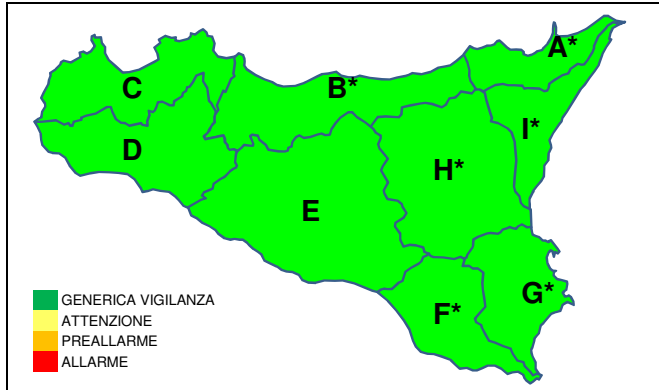 A*
C
B*
I*
D
H*
E
G*
F*
GENERICA VIGILANZA
ATTENZIONE
PREALLARME
ALLARME